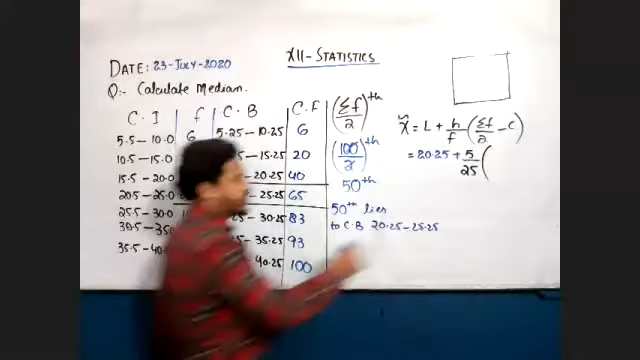 XII-STATISTICS
DATE: 23-JULY-2020
Q:- Calculate Median.
C. I f C. B C. F (Σf/2)th
5.5-10.0 6 5.25-10.25 6
10.5-15.0 -15.25 20 (100/2)th
15.5-20.0 -20.25 40 50th
20.5-25.0 -25.25 65
25.5-30.0 -30.25 83
30.5-35 -35.25 93
35.5-40 40.25 100
50th lies
to C.B 20.25-25.25
x̃ = L + h/f (Σf/2 - C)
= 20.25 + 5/25 (